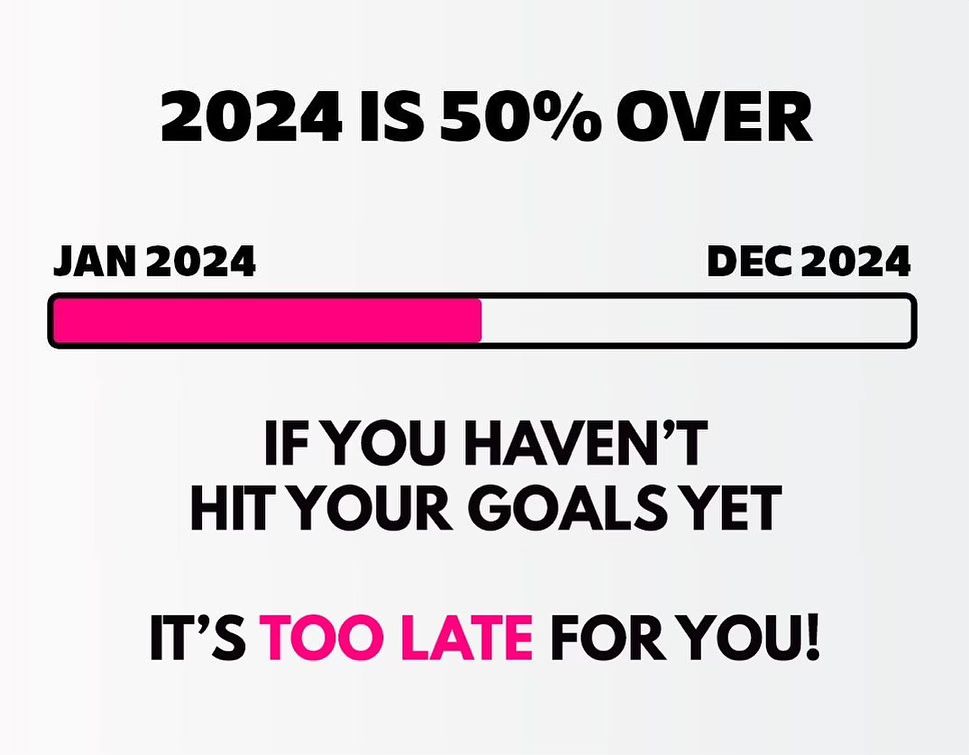 2024 IS 50% OVER
JAN 2024
DEC 2024
IF YOU HAVEN’T
HIT YOUR GOALS YET
IT’S TOO LATE FOR YOU!